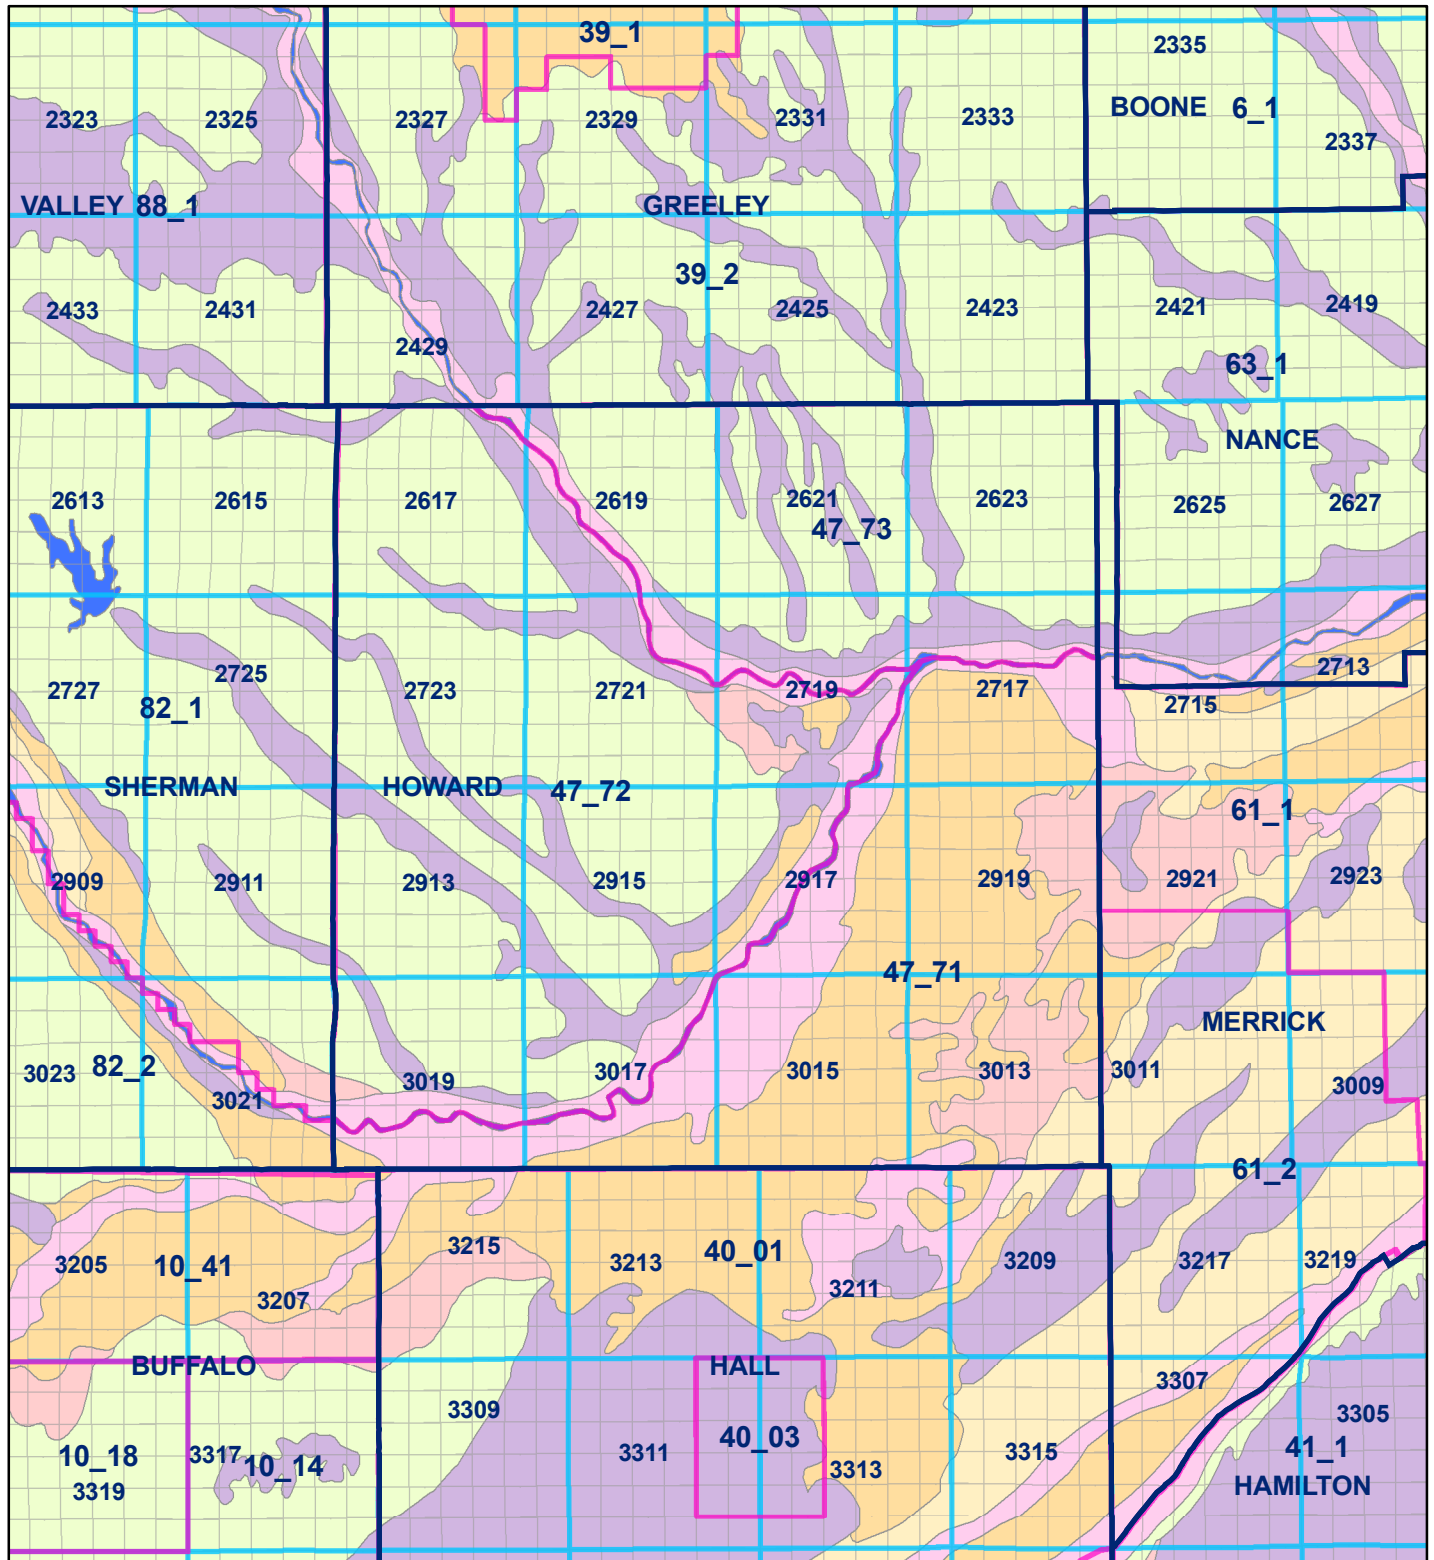 39_1
2335
BOONE 6_1
2323 2325 2327 2329 2331 2333
2337
VALLEY 88_1 GREELEY
39_2
2433 2431 2427 2425 2423 2421 2419
2429
63_1
NANCE
2613 2615 2617 2619 2621 2623 2625 2627
47_73
2725
2727 2723 2721 2719 2717 2713
82_1 2715
SHERMAN HOWARD 47_72
61_1
2909 2911 2913 2915 2917 2919 2921 2923
47_71
MERRICK
3023 82_2 3019 3017 3015 3013 3011 3009
3021
61_2
3205 10_41 3215 3213 40_01 3209 3217 3219
3207 3211
BUFFALO HALL
3307
3309 3305
10_18 3317 10_14 3311 40_03 3313 3315 41_1
3319 HAMILTON